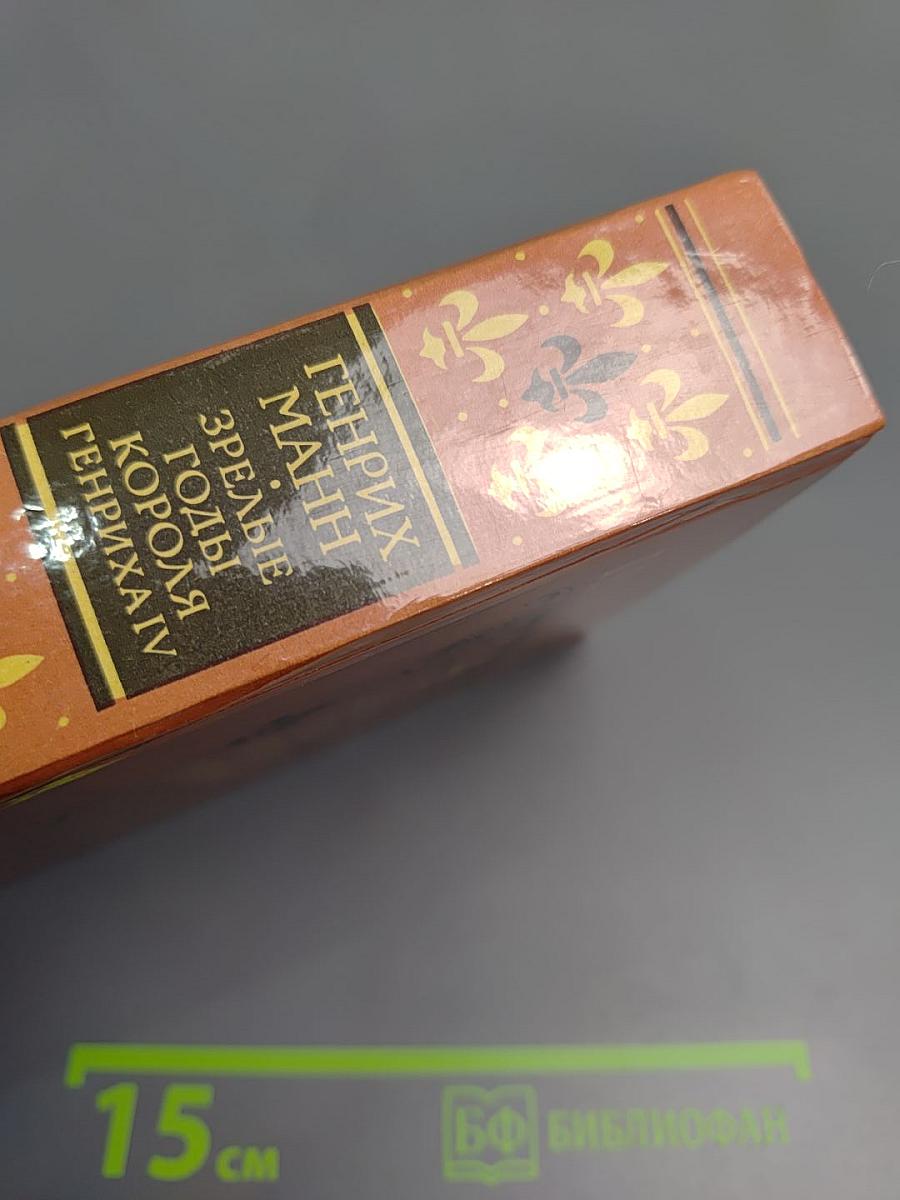 ГЕНРИХ
МАНН
ЗРЕЛЫЕ
ГОДЫ
КОРОЛЯ
ГЕНРИХА IV
15 см
БФ БИБЛИОФАН